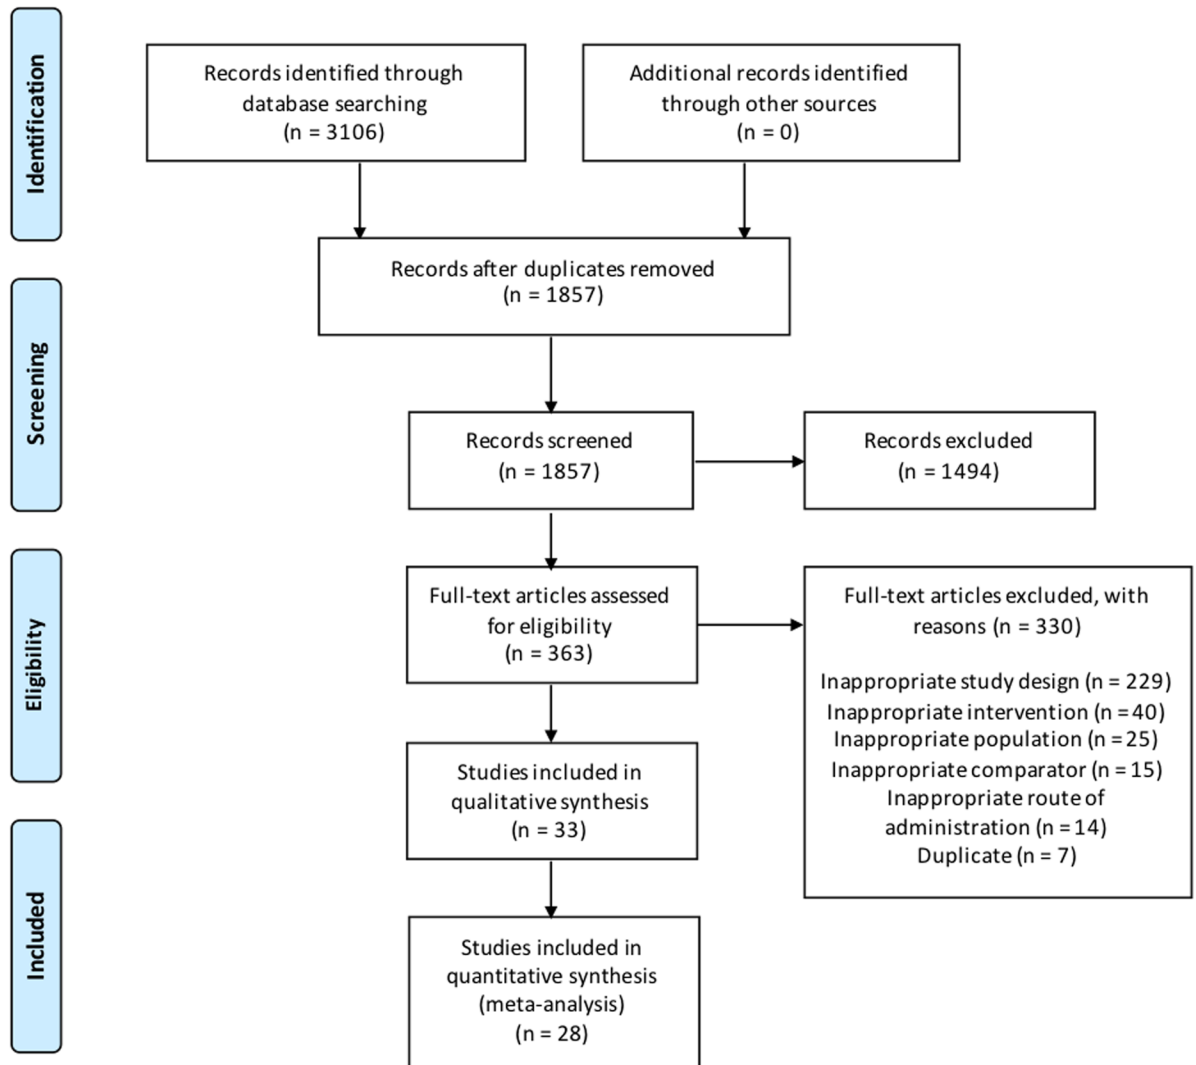 Identification
Records identified through
database searching
(n = 3106)
Additional records identified
through other sources
(n = 0)
Records after duplicates removed
(n = 1857)
Screening
Records screened
(n = 1857)
Records excluded
(n = 1494)
Eligibility
Full-text articles assessed
for eligibility
(n = 363)
Full-text articles excluded, with
reasons (n = 330)
Inappropriate study design (n = 229)
Inappropriate intervention (n = 40)
Inappropriate population (n = 25)
Inappropriate comparator (n = 15)
Inappropriate route of
administration (n = 14)
Duplicate (n = 7)
Studies included in
qualitative synthesis
(n = 33)
Included
Studies included in
quantitative synthesis
(meta-analysis)
(n = 28)